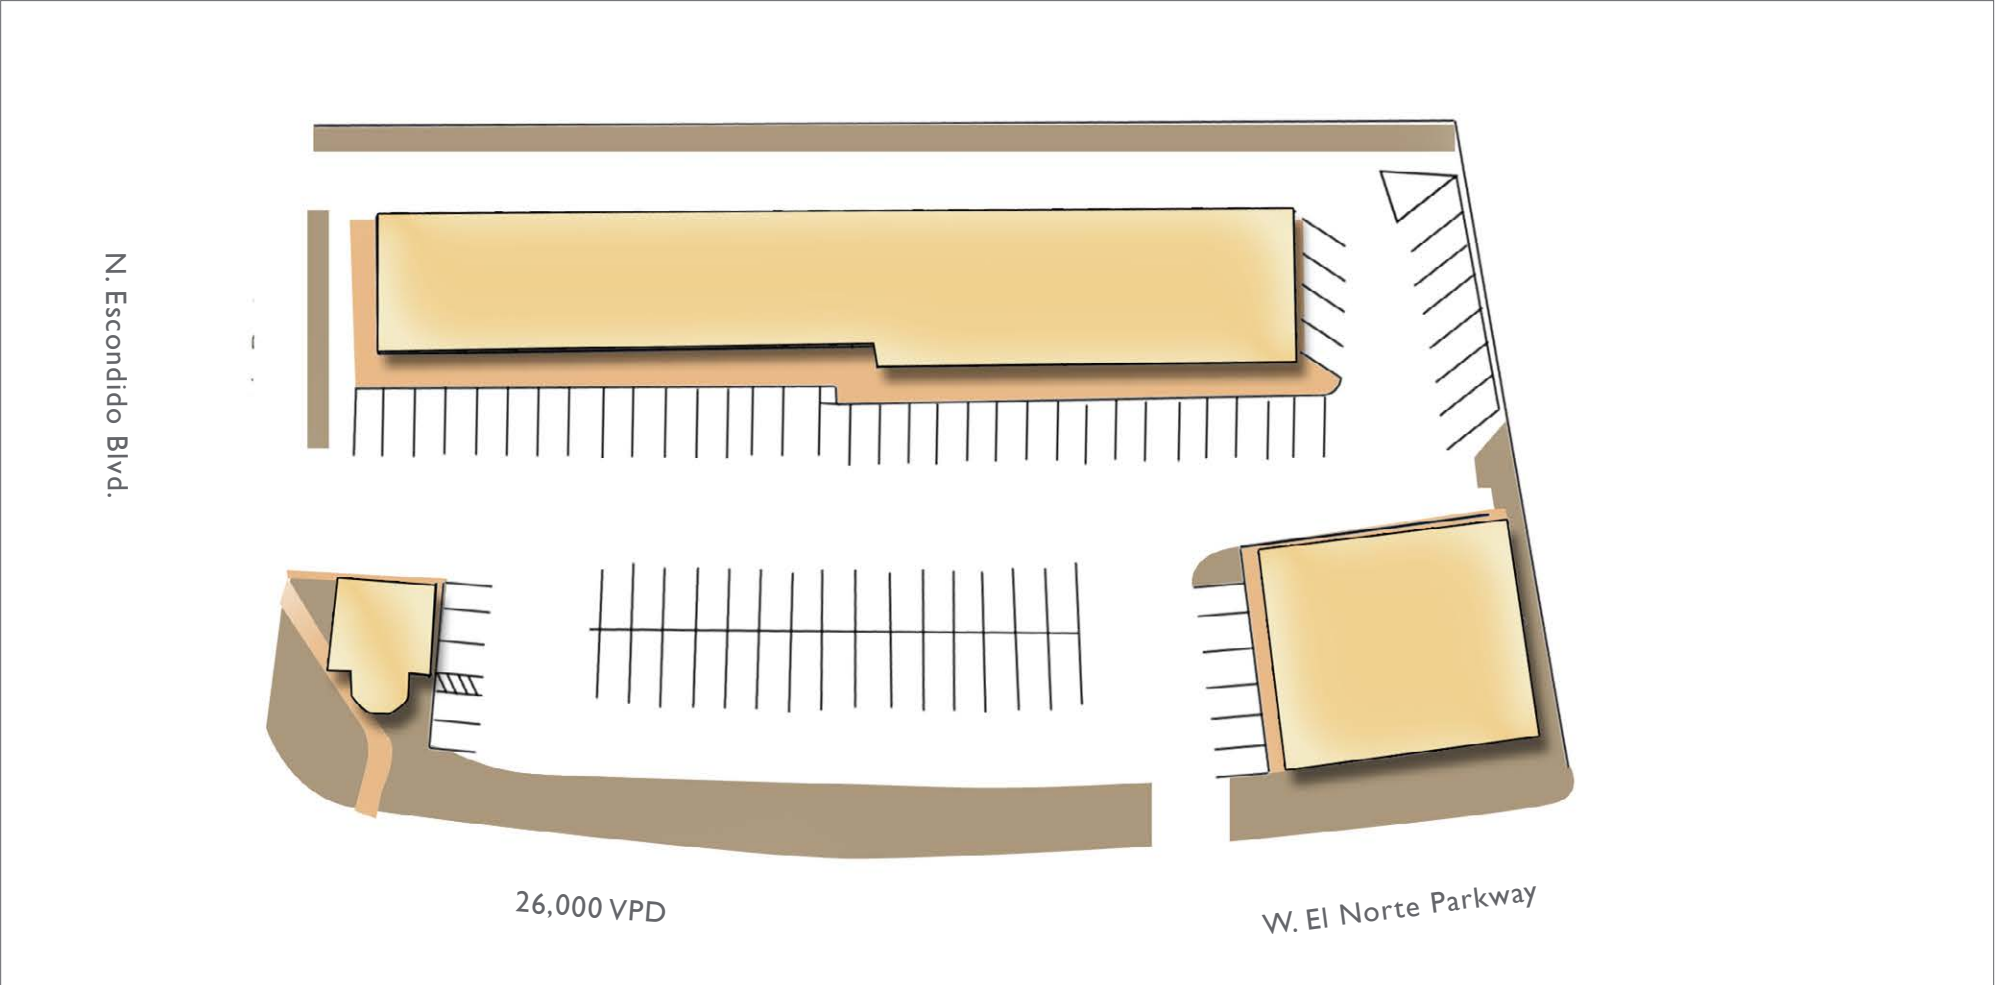 N. Escondido Blvd.
26,000 VPD
W. El Norte Parkway